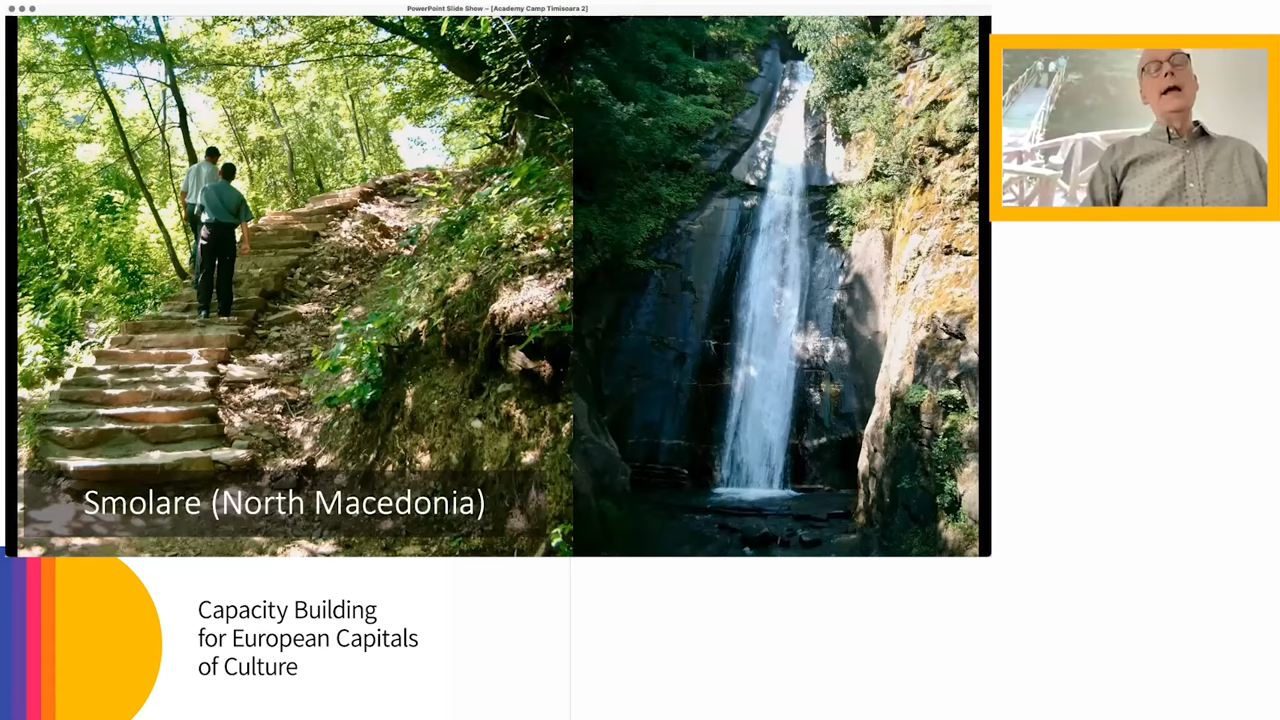 PowerPoint Slide Show – [Academy Camp Timisoara 2]
Smolare (North Macedonia)
Capacity Building
for European Capitals
of Culture